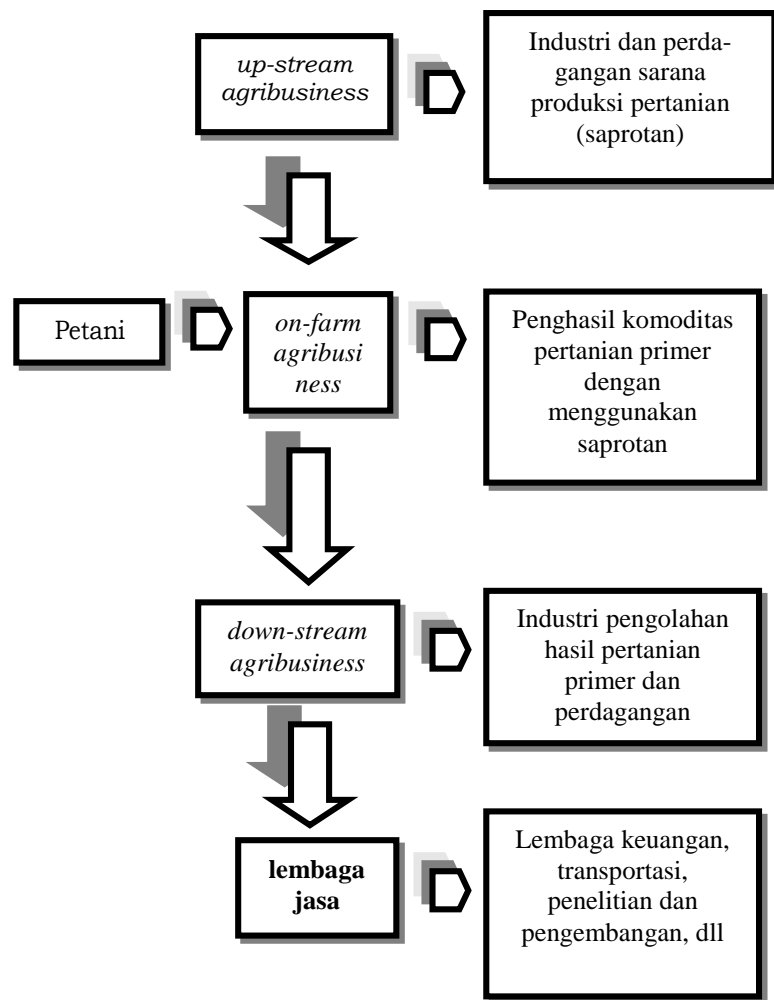 up-stream
agribusiness
Industri dan perda-
gangan sarana
produksi pertanian
(saprotan)
Petani
on-farm
agribusi
ness
Penghasil komoditas
pertanian primer
dengan
menggunakan
saprotan
down-stream
agribusiness
Industri pengolahan
hasil pertanian
primer dan
perdagangan
lembaga
jasa
Lembaga keuangan,
transportasi,
penelitian dan
pengembangan, dll